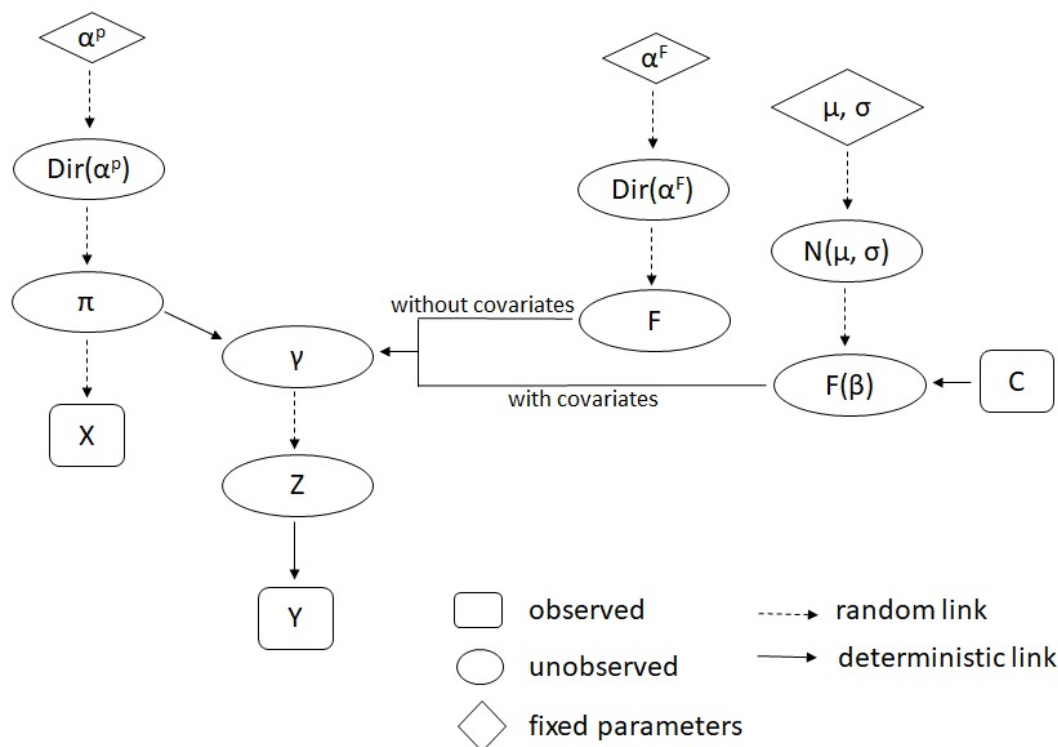 αᵖ
αF
μ, σ
Dir(αᵖ)
Dir(αF)
N(μ, σ)
π
without covariates
F
γ
F(β)
C
with covariates
X
Z
Y
observed
random link
unobserved
deterministic link
fixed parameters